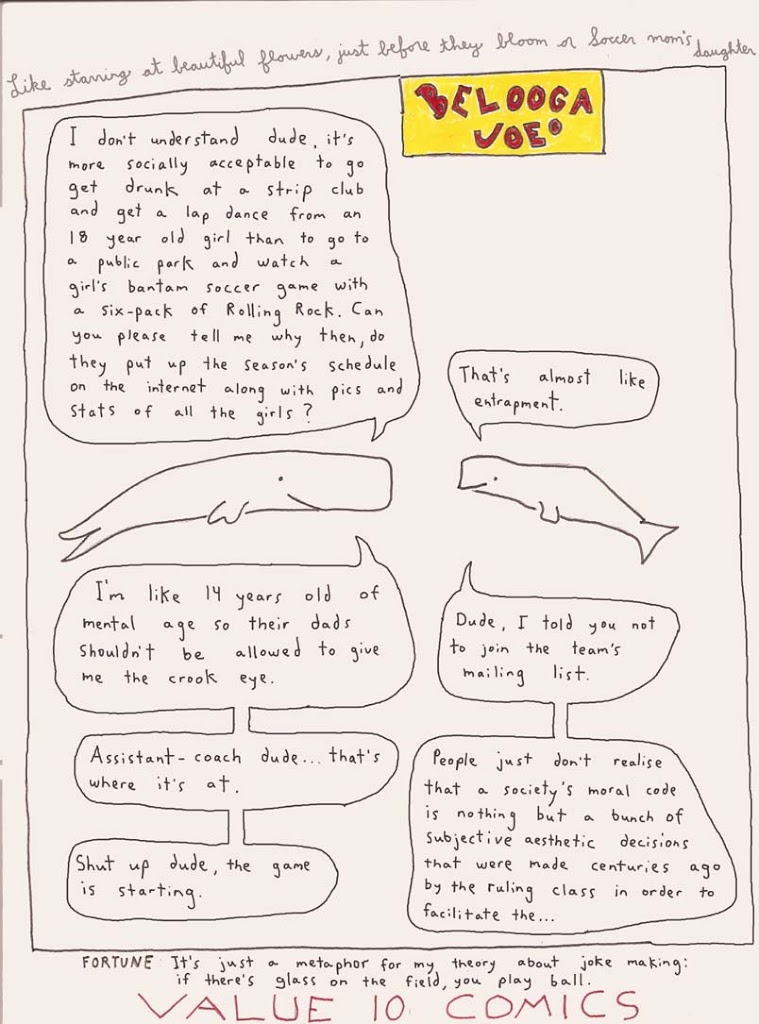 Like starring at beautiful flowers, just before they bloom or Soccer mom's daughter
BELOOGA
JOE
I don't understand dude, it's
more socially acceptable to go
get drunk at a strip club
and get a lap dance from an
18 year old girl than to go to
a public park and watch a
girl's bantam soccer game with
a six-pack of Rolling Rock. Can
you please tell me why then, do
they put up the season's schedule
on the internet along with pics and
stats of all the girls?
That's almost like
entrapment.
I'm like 14 years old of
mental age so their dads
shouldn't be allowed to give
me the crook eye.
Dude, I told you not
to join the team's
mailing list.
Assistant-coach dude... that's
where it's at.
People just don't realise
that a society's moral code
is nothing but a bunch of
subjective aesthetic decisions
that were made centuries ago
by the ruling class in order to
facilitate the...
Shut up dude, the game
is starting.
FORTUNE It's just a metaphor for my theory about joke making:
if there's glass on the field, you play ball.
VALUE 10 COMICS